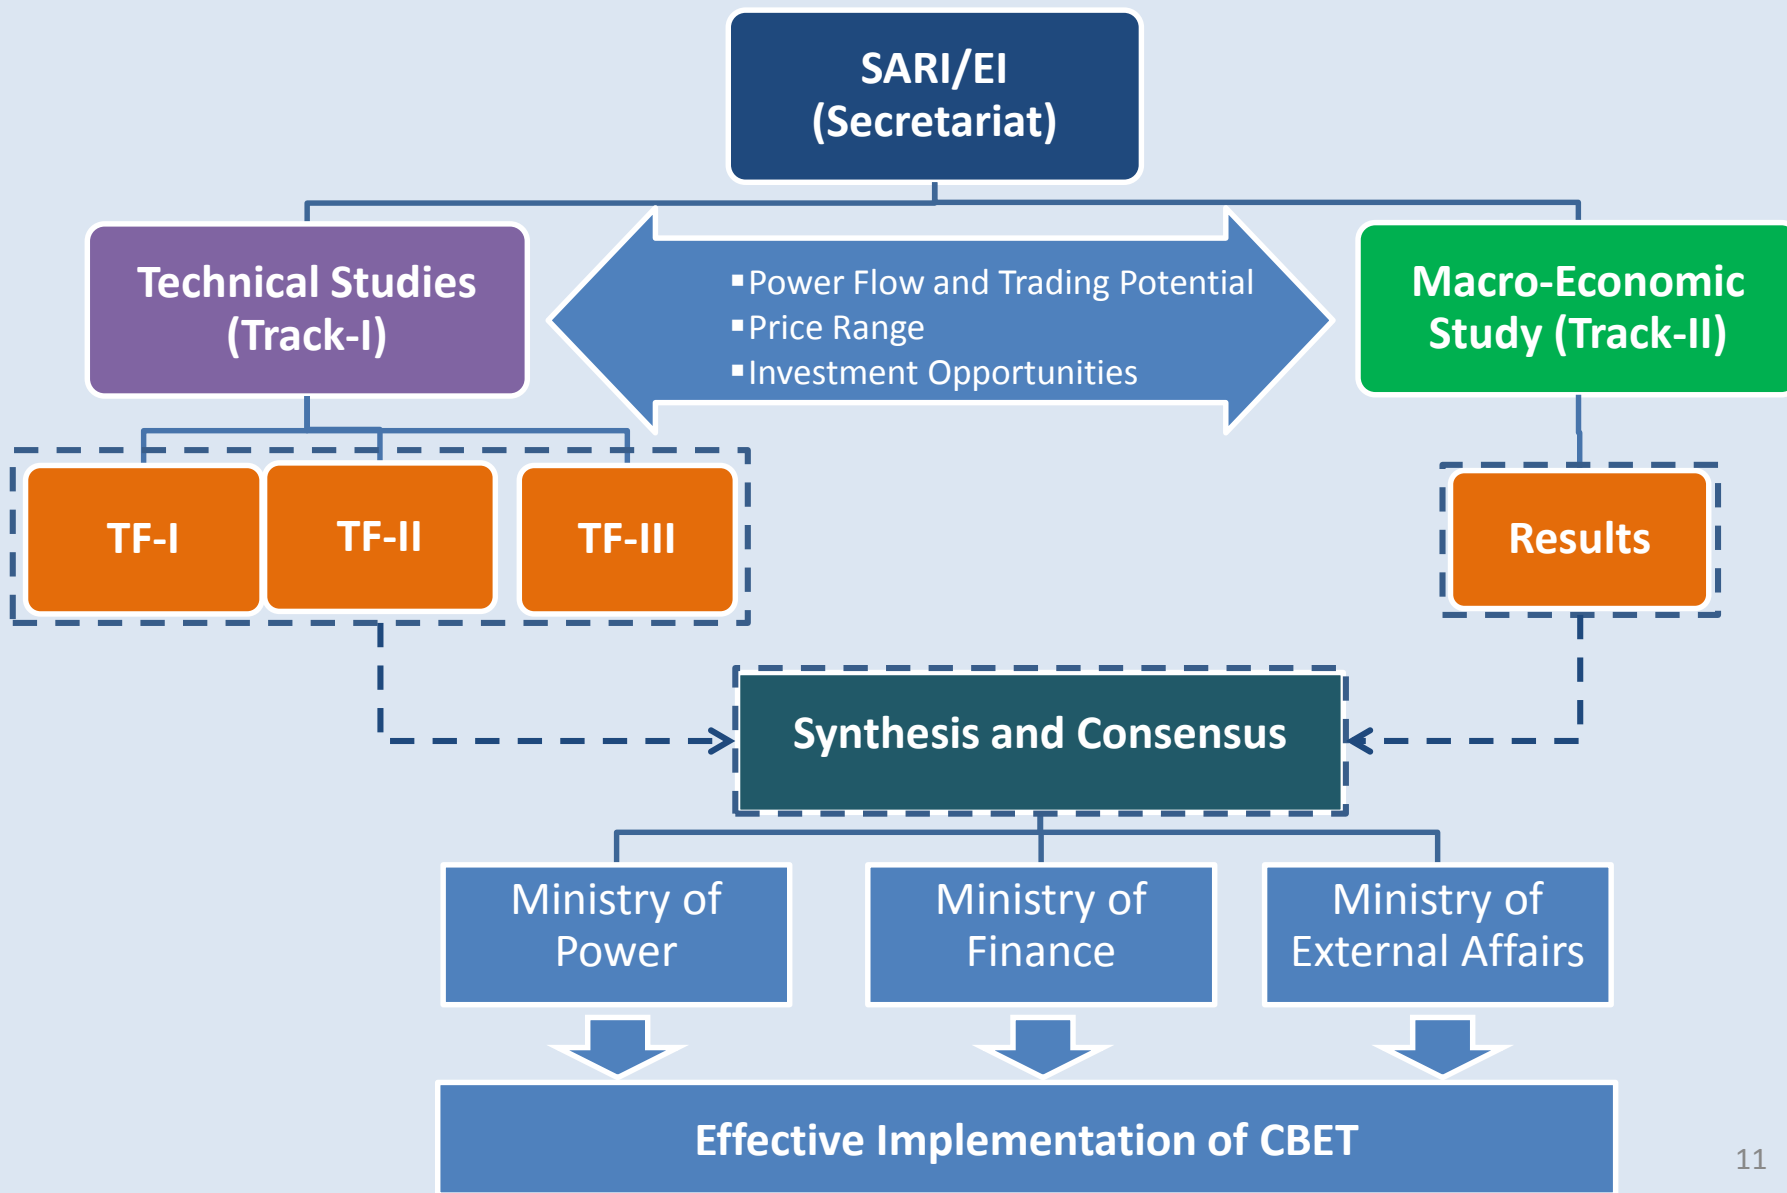 SARI/EI
(Secretariat)
Technical Studies
(Track-I)
▪Power Flow and Trading Potential
▪Price Range
▪Investment Opportunities
Macro-Economic
Study (Track-II)
TF-I
TF-II
TF-III
Results
Synthesis and Consensus
Ministry of
Power
Ministry of
Finance
Ministry of
External Affairs
Effective Implementation of CBET
11